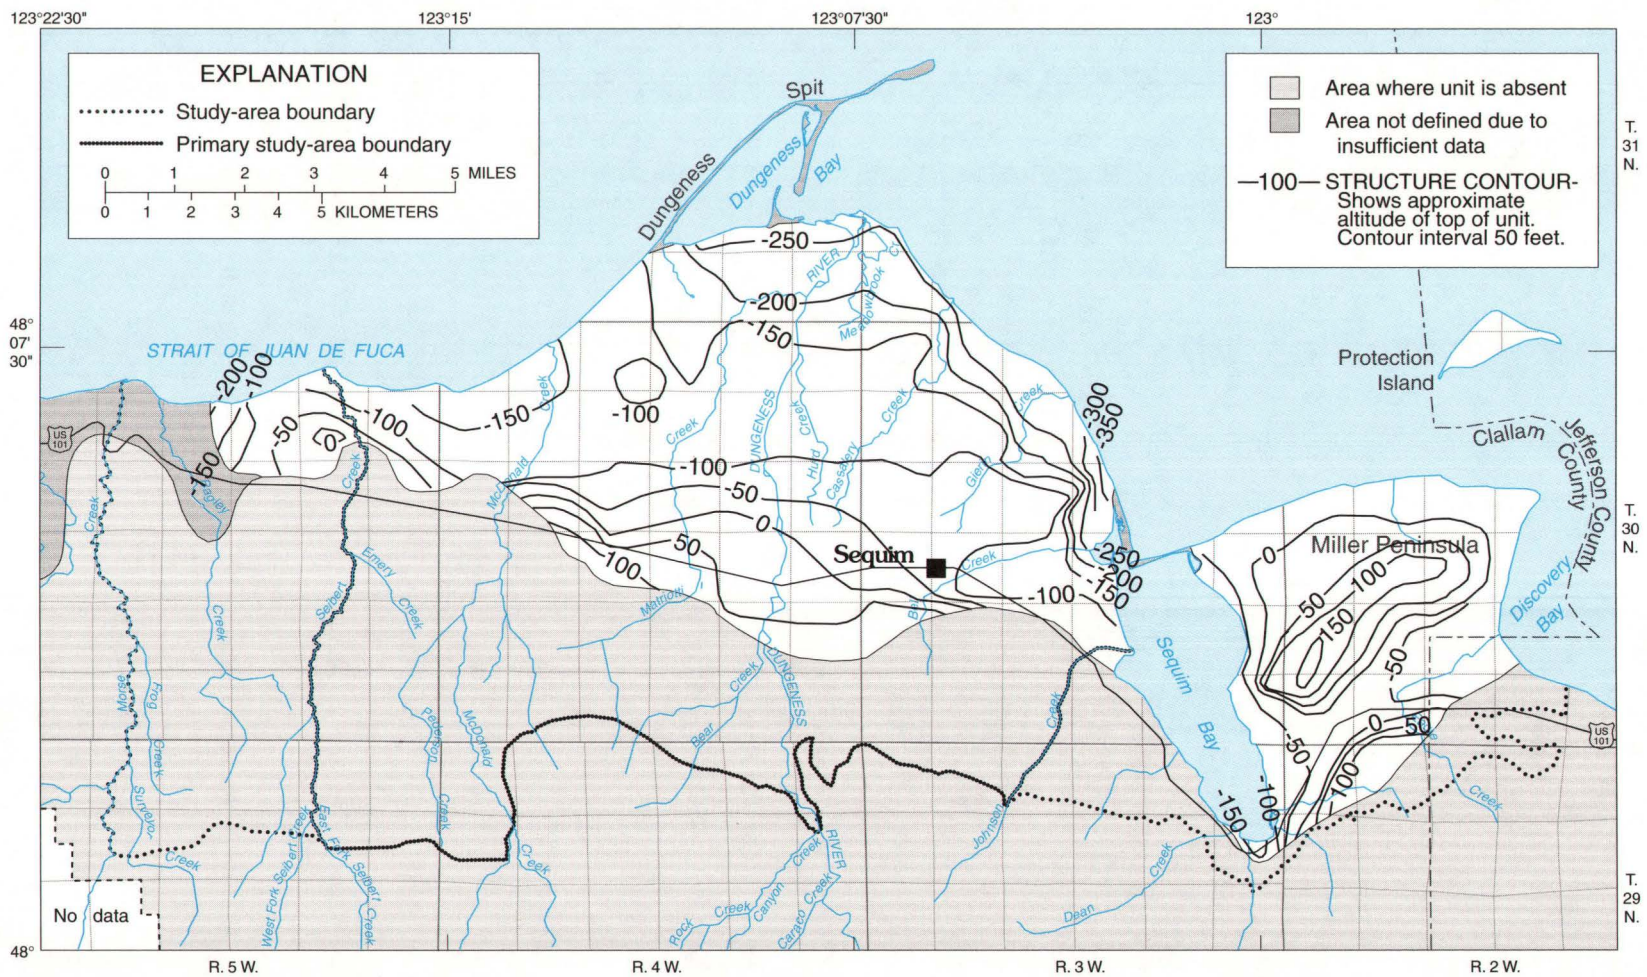 123°22'30"
123°15'
123°07'30"
123°
EXPLANATION
Study-area boundary
Primary study-area boundary
0 1 2 3 4 5 MILES
0 1 2 3 4 5 KILOMETERS
Area where unit is absent
Area not defined due to
insufficient data
—100— STRUCTURE CONTOUR-
Shows approximate
altitude of top of unit.
Contour interval 50 feet.
T.
31
N.
Spit
Dungeness
Dungeness
Bay
-250
RIVER
Meadowbrook
Cr
-200
-150
48°
07'
30"
STRAIT OF JUAN DE FUCA
Protection
Island
-200
-100
-50
0
-100
-150
-150
-100
Creek
Creek
DUNGENESS
Creek
Hurd
Creek
Cassalery
Creek
Gierin
-300
-350
US
101
Clallam
County
Jefferson County
Creek
Bagley
Creek
McDonald
-100
-50
0
50
100
Sequim
Creek
Bell
-250
-200
-150
-100
T.
30
N.
Miller Peninsula
0
50
100
150
-50
Discovery
Bay
Emery
Creek
Seibert
Creek
Matriotti
Morse
Frog
Creek
Peterson
Creek
McDonald
Creek
Bear
DUNGENESS
Creek
Sequim
Bay
-50
0
50
100
-100
-150
US
101
Creek
Surveyor
Creek
West Fork Seibert Creek
East Fork Seibert Creek
Creek
Creek
RIVER
Rock
Creek
Canyon
Caraco Creek
Johnson
Dean
Creek
No data
T.
29
N.
48°
R. 5 W.
R. 4 W.
R. 3 W.
R. 2 W.